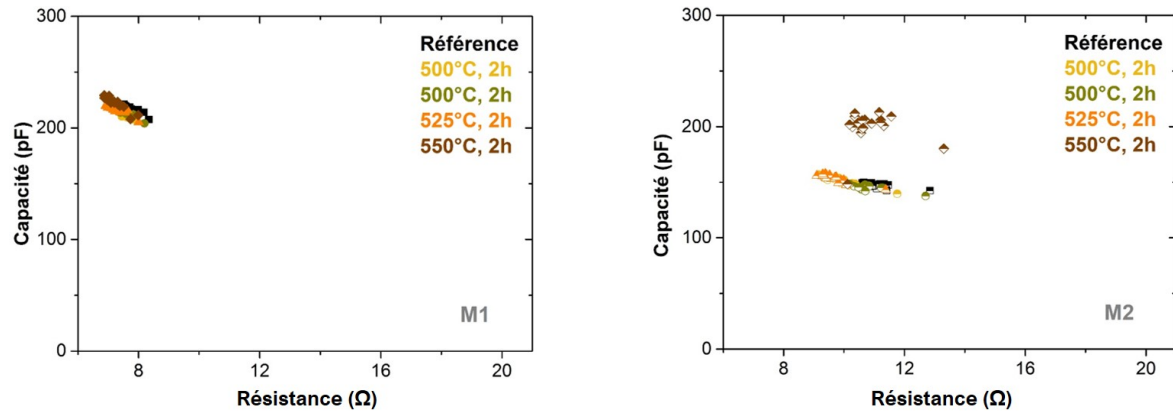 300
200
100
0
Capacité (pF)
Référence
500°C, 2h
500°C, 2h
525°C, 2h
550°C, 2h
M1
8
12
16
20
Résistance (Ω)
300
200
100
0
Capacité (pF)
Référence
500°C, 2h
500°C, 2h
525°C, 2h
550°C, 2h
M2
8
12
16
20
Résistance (Ω)